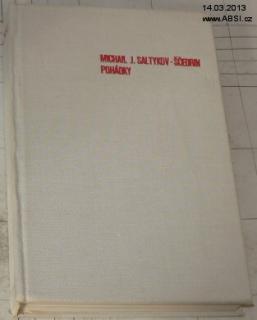 14.03.2013
www.ABSI.cz
MICHAIL J. SALTYKOV-ŠČEDRIN
POHÁDKY